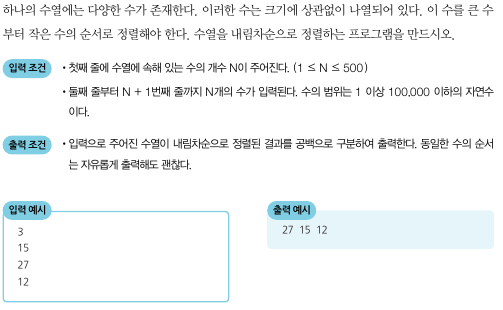 하나의 수열에는 다양한 수가 존재한다. 이러한 수는 크기에 상관없이 나열되어 있다. 이 수를 큰 수
부터 작은 수의 순서로 정렬해야 한다. 수열을 내림차순으로 정렬하는 프로그램을 만드시오.
입력 조건
• 첫째 줄에 수열에 속해 있는 수의 개수 N이 주어진다. (1 ≤ N ≤ 500)
• 둘째 줄부터 N + 1번째 줄까지 N개의 수가 입력된다. 수의 범위는 1 이상 100,000 이하의 자연수
이다.
출력 조건
• 입력으로 주어진 수열이 내림차순으로 정렬된 결과를 공백으로 구분하여 출력한다. 동일한 수의 순서
는 자유롭게 출력해도 괜찮다.
입력 예시
3
15
27
12
출력 예시
27 15 12